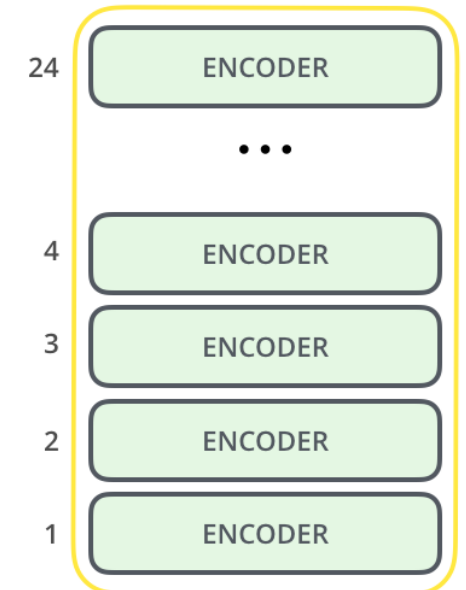 24 ENCODER
...
4 ENCODER
3 ENCODER
2 ENCODER
1 ENCODER